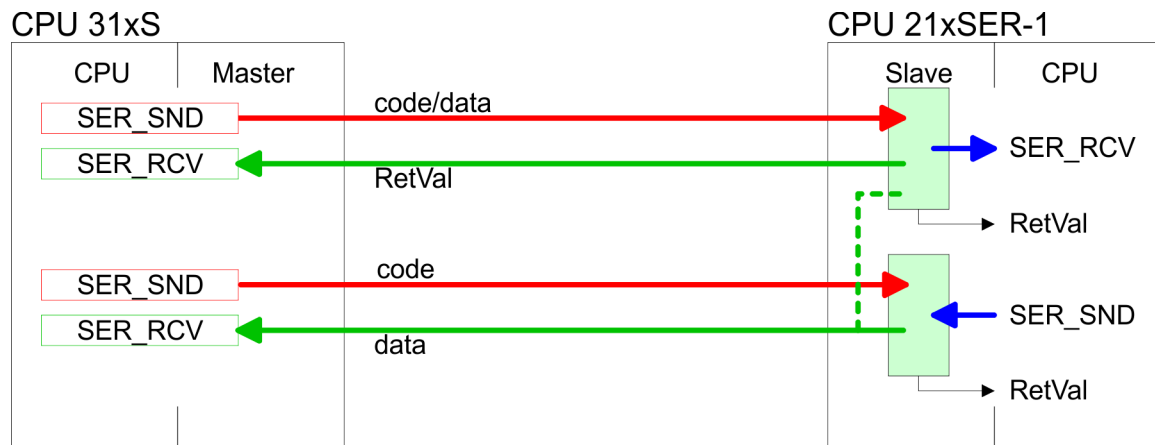 CPU 31xS
CPU 21xSER-1
CPU
Master
Slave
CPU
SER_SND
code/data
SER_RCV
SER_RCV
RetVal
RetVal
SER_SND
code
SER_RCV
SER_SND
data
RetVal